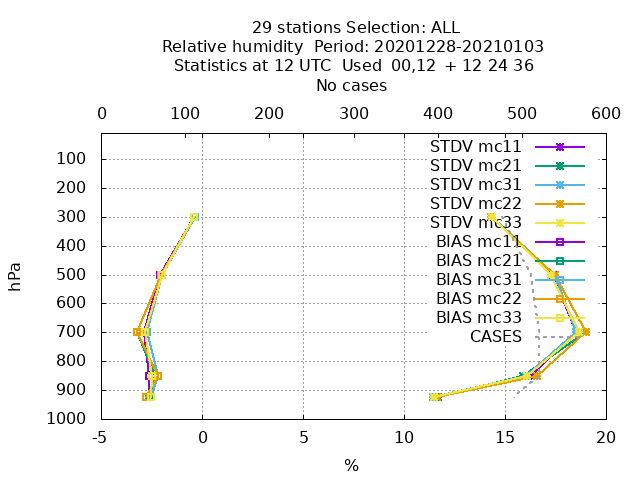 29 stations Selection: ALL
Relative humidity  Period: 20201228-20210103
Statistics at 12 UTC  Used  00,12  + 12 24 36
No cases
0 100 200 300 400 500 600
STDV mc11
100
STDV mc21
200
STDV mc31
STDV mc22
300
STDV mc33
400
BIAS mc11
BIAS mc21
500
BIAS mc31
600
BIAS mc22
BIAS mc33
700
CASES
800
900
1000
hPa
-5 0 5 10 15 20
%